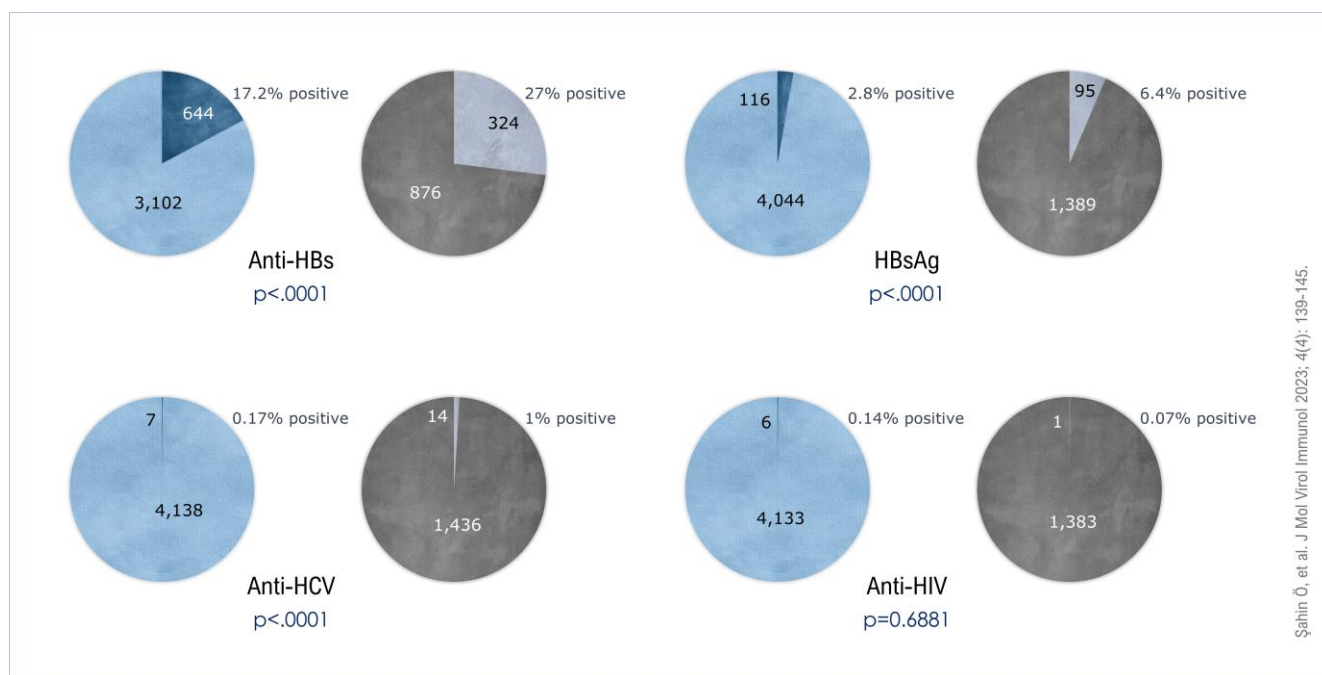 644
17.2% positive
3,102
324
27% positive
876
Anti-HBs
p<.0001
116
2.8% positive
4,044
95
6.4% positive
1,389
HBsAg
p<.0001
7
0.17% positive
4,138
14
1% positive
1,436
Anti-HCV
p<.0001
6
0.14% positive
4,133
1
0.07% positive
1,383
Anti-HIV
p=0.6881
Şahin Ö, et al. J Mol Virol Immunol 2023; 4(4): 139-145.